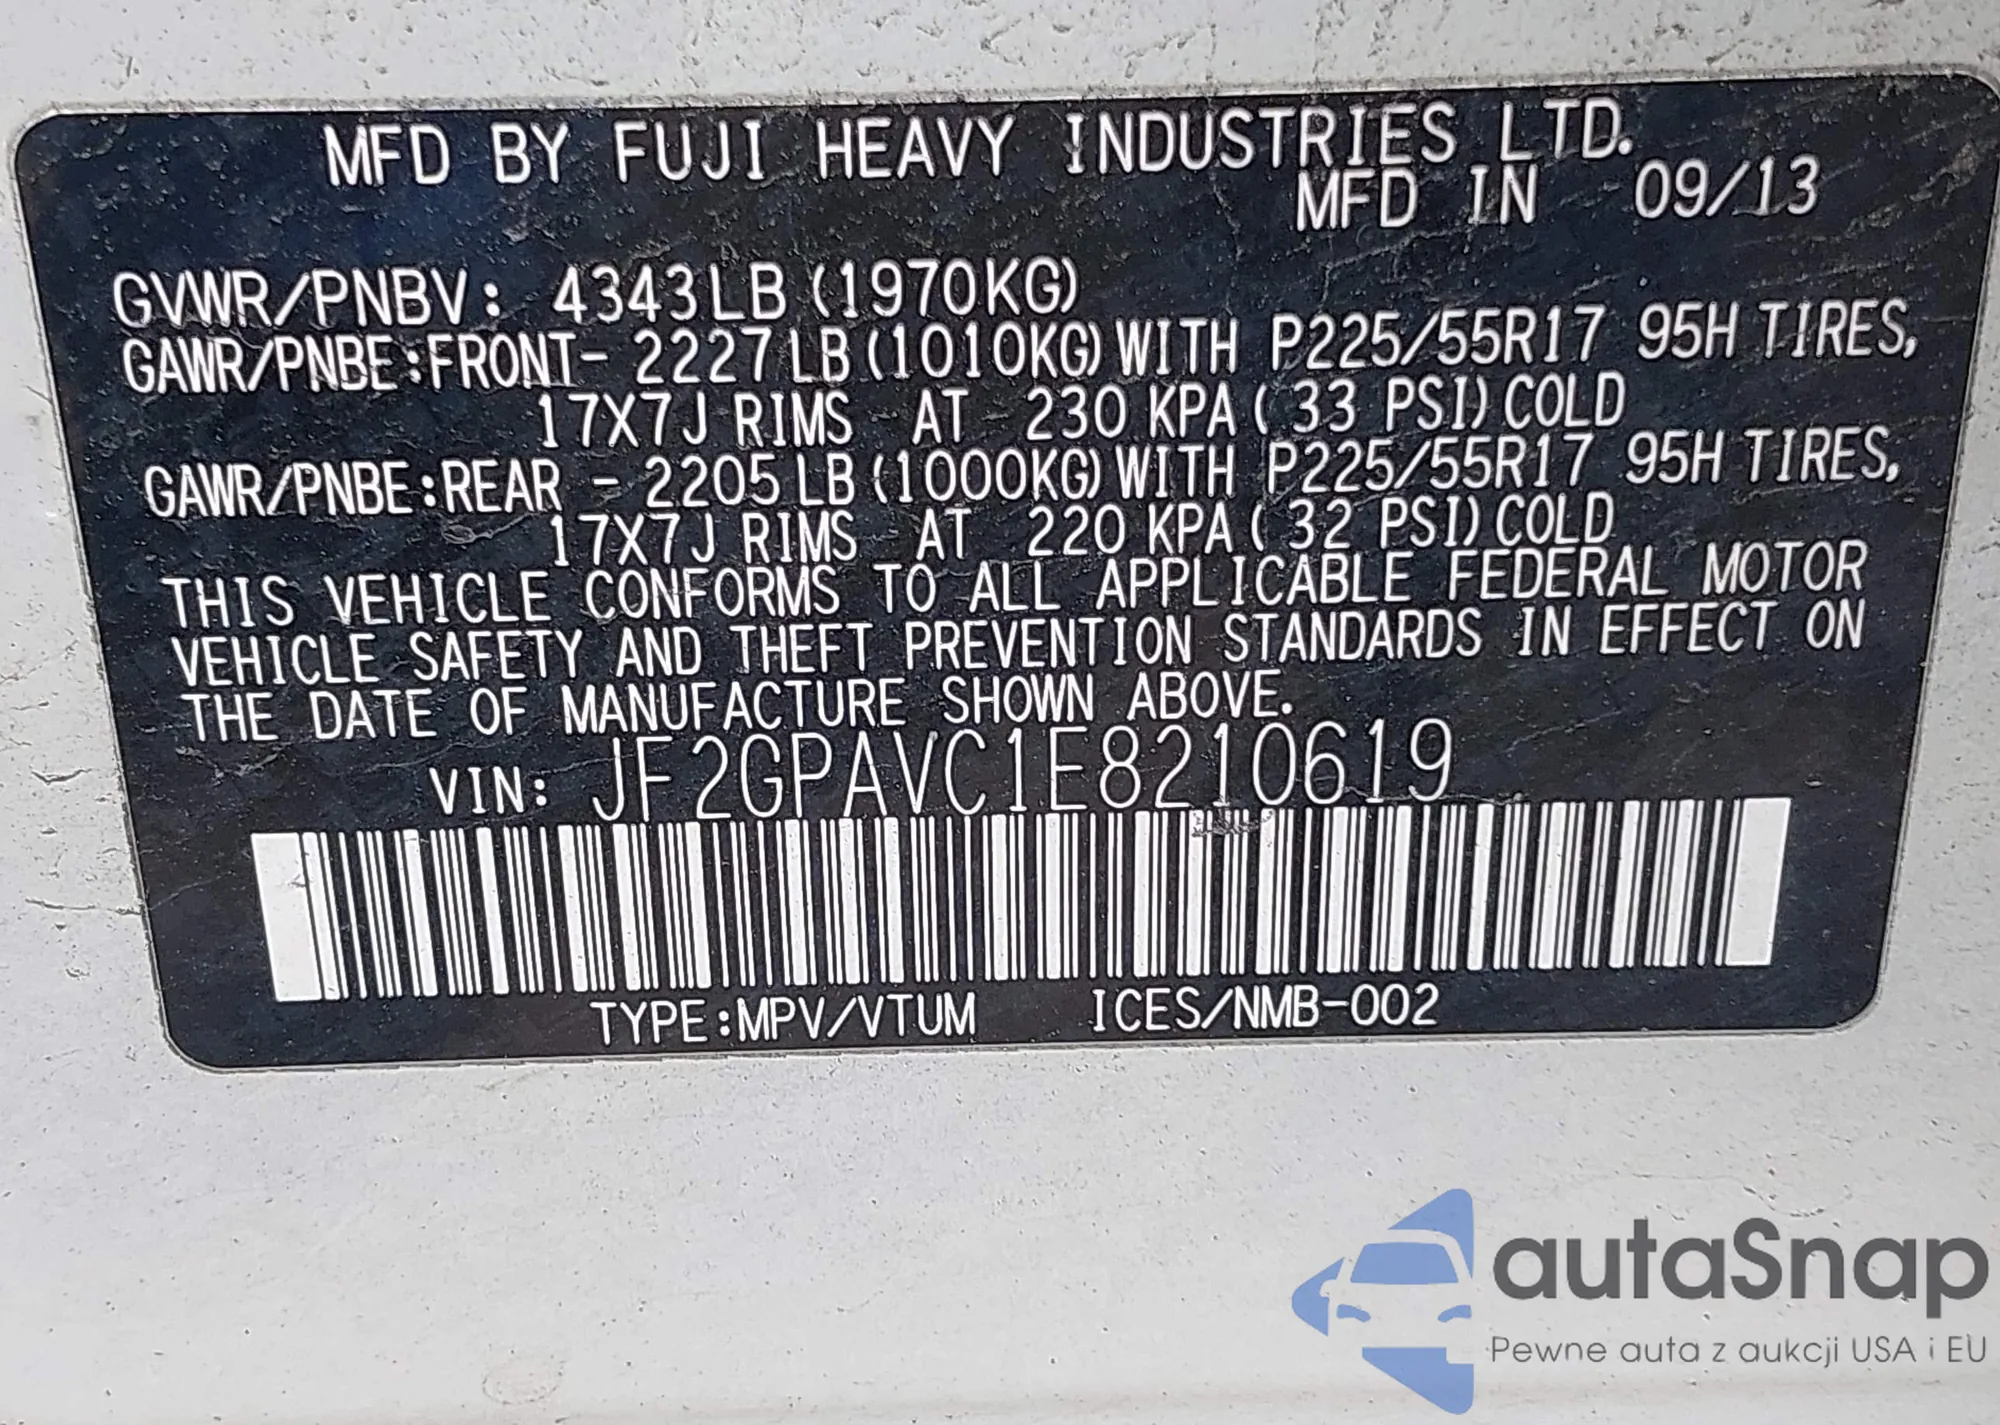 MFD BY FUJI HEAVY INDUSTRIES LTD.
MFD IN 09/13
GVWR/PNBV: 4343LB (1970KG)
GAWR/PNBE:FRONT- 2227LB (1010KG) WITH P225/55R17 95H TIRES,
17X7J RIMS AT 230 KPA ( 33 PSI) COLD
GAWR/PNBE:REAR - 2205LB (1000KG) WITH P225/55R17 95H TIRES,
17X7J RIMS AT 220 KPA ( 32 PSI) COLD
THIS VEHICLE CONFORMS TO ALL APPLICABLE FEDERAL MOTOR
VEHICLE SAFETY AND THEFT PREVENTION STANDARDS IN EFFECT ON
THE DATE OF MANUFACTURE SHOWN ABOVE.
VIN: JF2GPAVC1E8210619
TYPE:MPV/VTUM ICES/NMB-002
autaSnap
Pewne auta z aukcji USA i EU